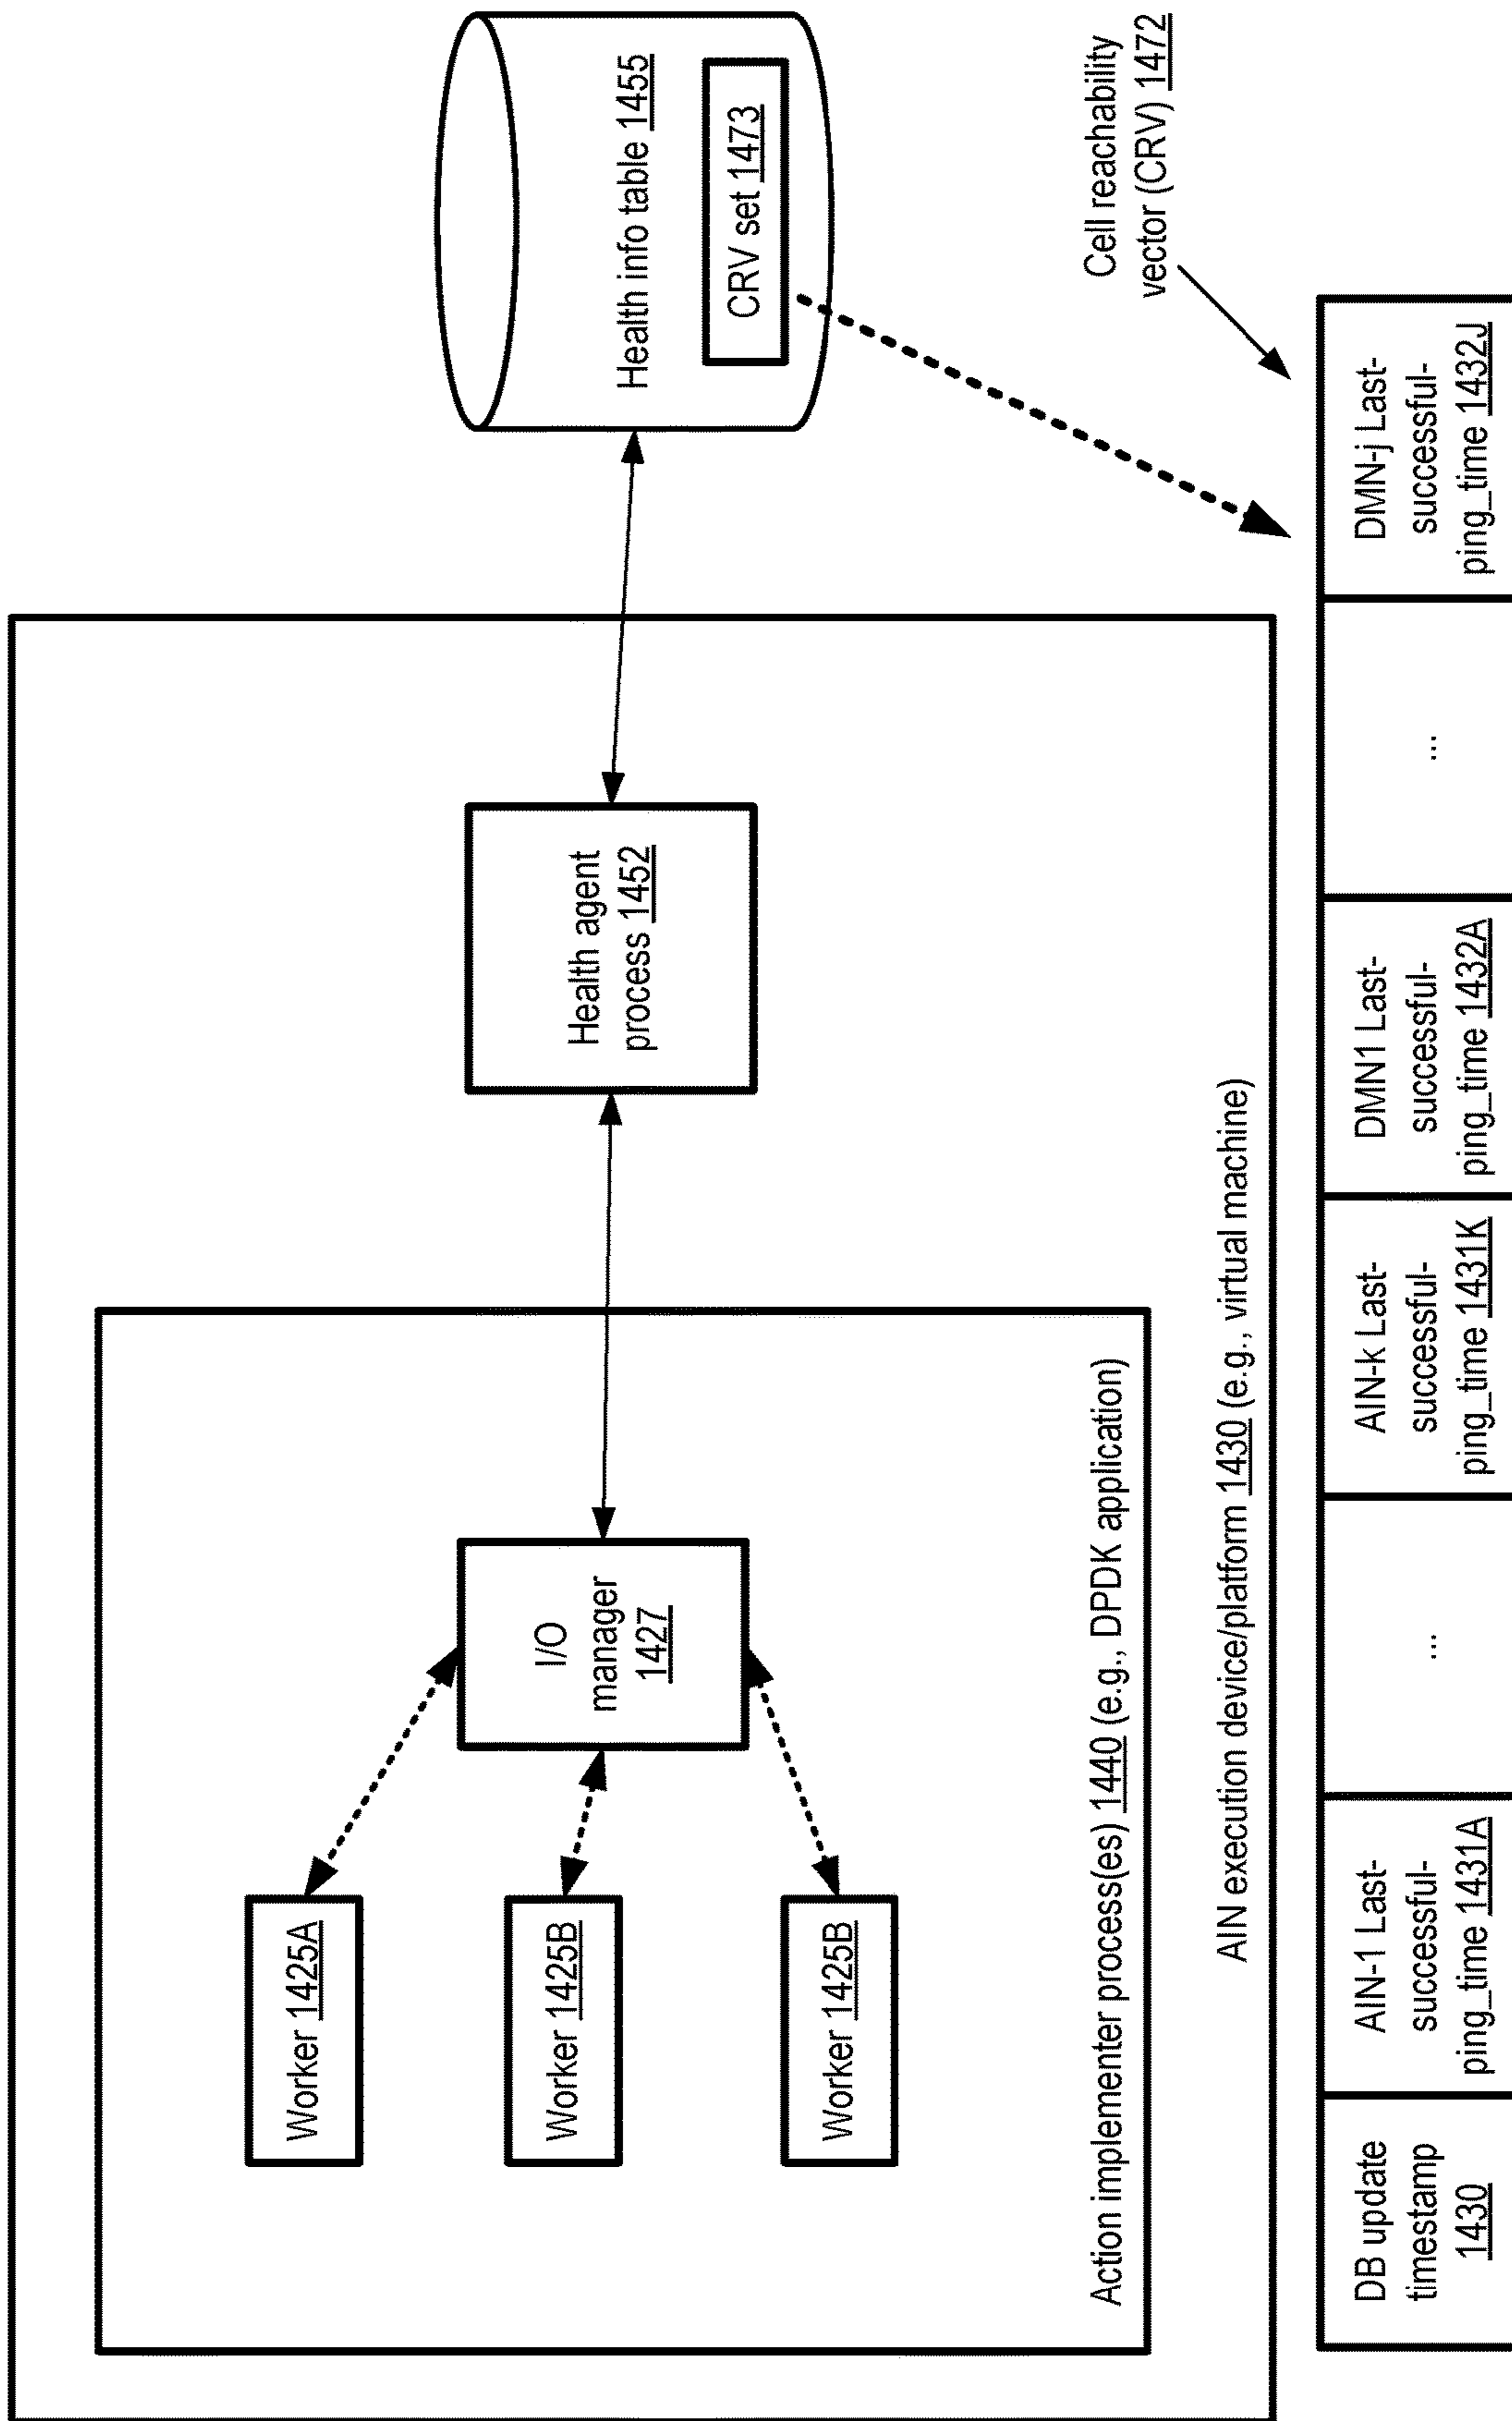 Worker 1425A
Worker 1425B
Worker 1425B
I/O
manager
1427
Action implementer process(es) 1440 (e.g., DPDK application)
Health agent
process 1452
AIN execution device/platform 1430 (e.g., virtual machine)
Health info table 1455
CRV set 1473
Cell reachability
vector (CRV) 1472
DB update
timestamp
1430
AIN-1 Last-
successful-
ping_time 1431A
...
AIN-k Last-
successful-
ping_time 1431K
DMN1 Last-
successful-
ping_time 1432A
...
DMN-j Last-
successful-
ping_time 1432J